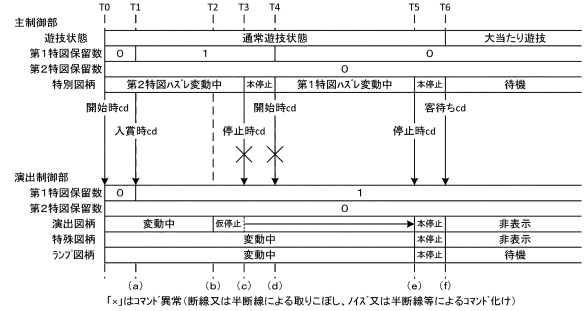 T0 T1 T2 T3 T4 T5 T6
主制御部
遊技状態 通常遊技状態 大当たり遊技
第1特図保留数 0 1 0
第2特図保留数 0
特別図柄 第2特図ハズレ変動中 本停止 第1特図ハズレ変動中 本停止 待機
開始時cd 開始時cd 客待ちcd
入賞時cd 停止時cd 停止時cd
演出制御部
第1特図保留数 0 1
第2特図保留数 0
演出図柄 変動中 仮停止 本停止 非表示
特殊図柄 変動中 本停止 非表示
ランプ図柄 変動中 本停止 待機
(a) (b) (c) (d) (e) (f)
「×」はコマンド異常(断線又は半断線による取りこぼし、ノイズ又は半断線等によるコマンド化け)